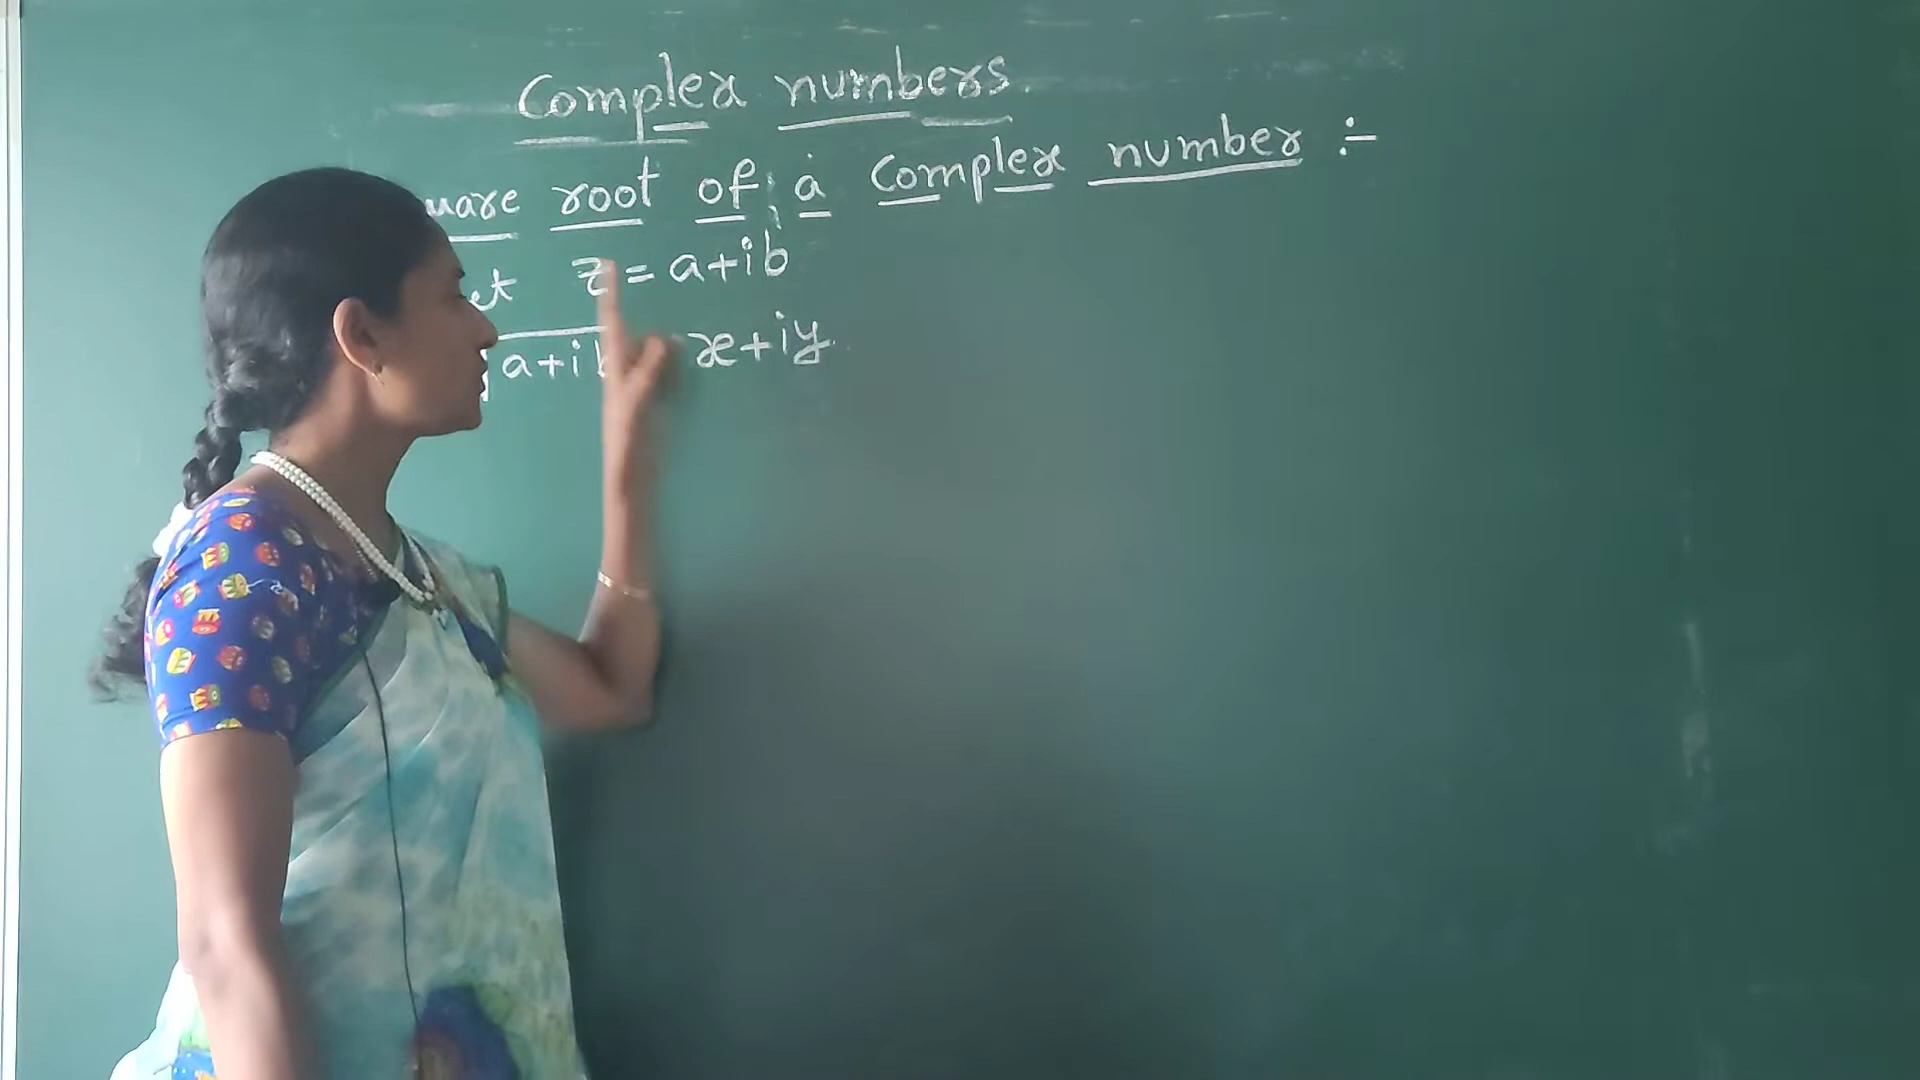 Complex numbers
uare root of a Complex number :-
et z = a+ib
√a+ib = x+iy